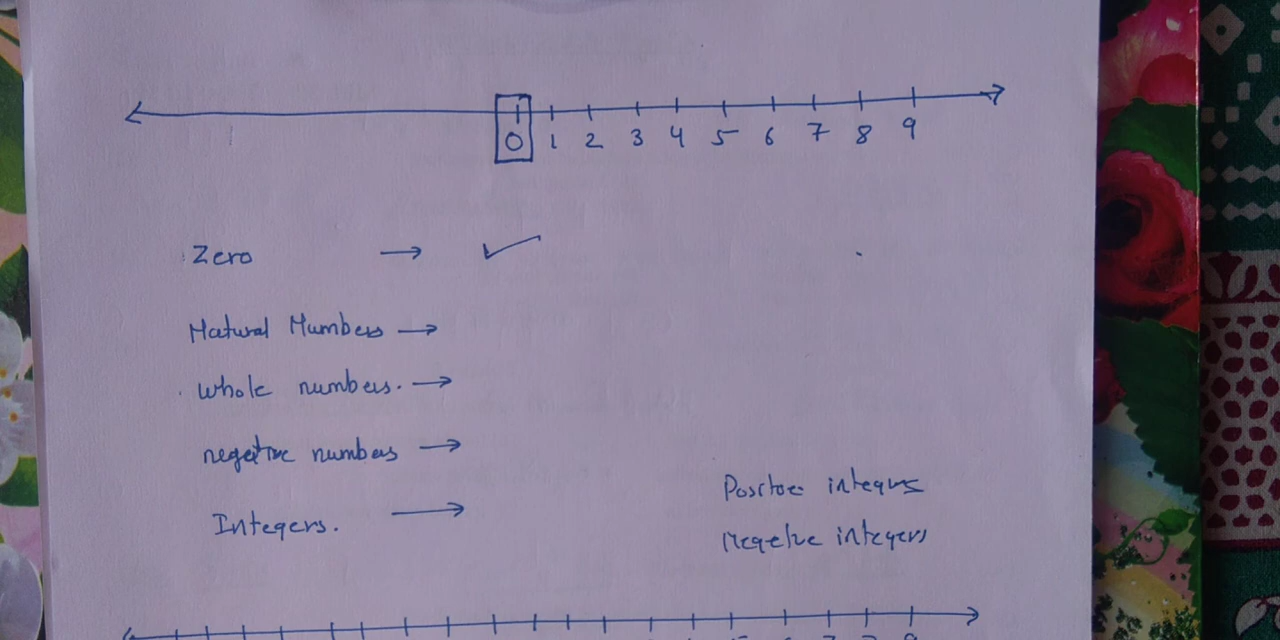 0 1 2 3 4 5 6 7 8 9
Zero → ✓
Natural Numbers →
Whole numbers. →
negative numbers →
Integers. →
Positive integers
Negative integers